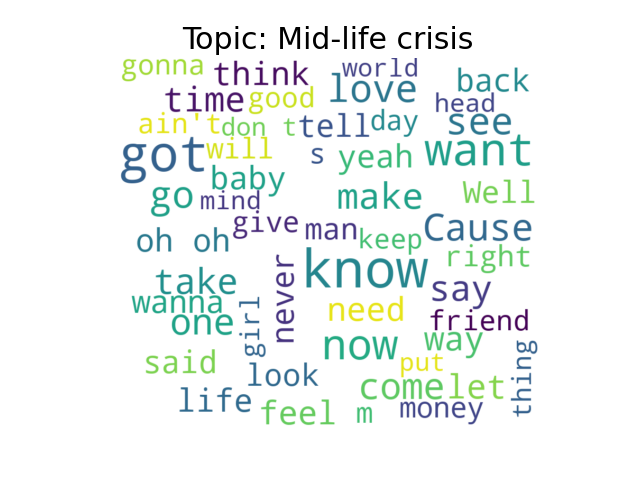 Topic: Mid-life crisis
gonna think world love back
time good head
ain't don t tell day see
got will s yeah want
go baby mind make Well
give man keep Cause
oh oh right
take never know say
wanna one girl need friend
now way
said look put thing
life feel m come let money